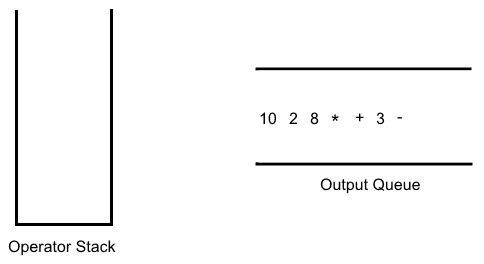 10 2 8 * + 3 -
Output Queue
Operator Stack